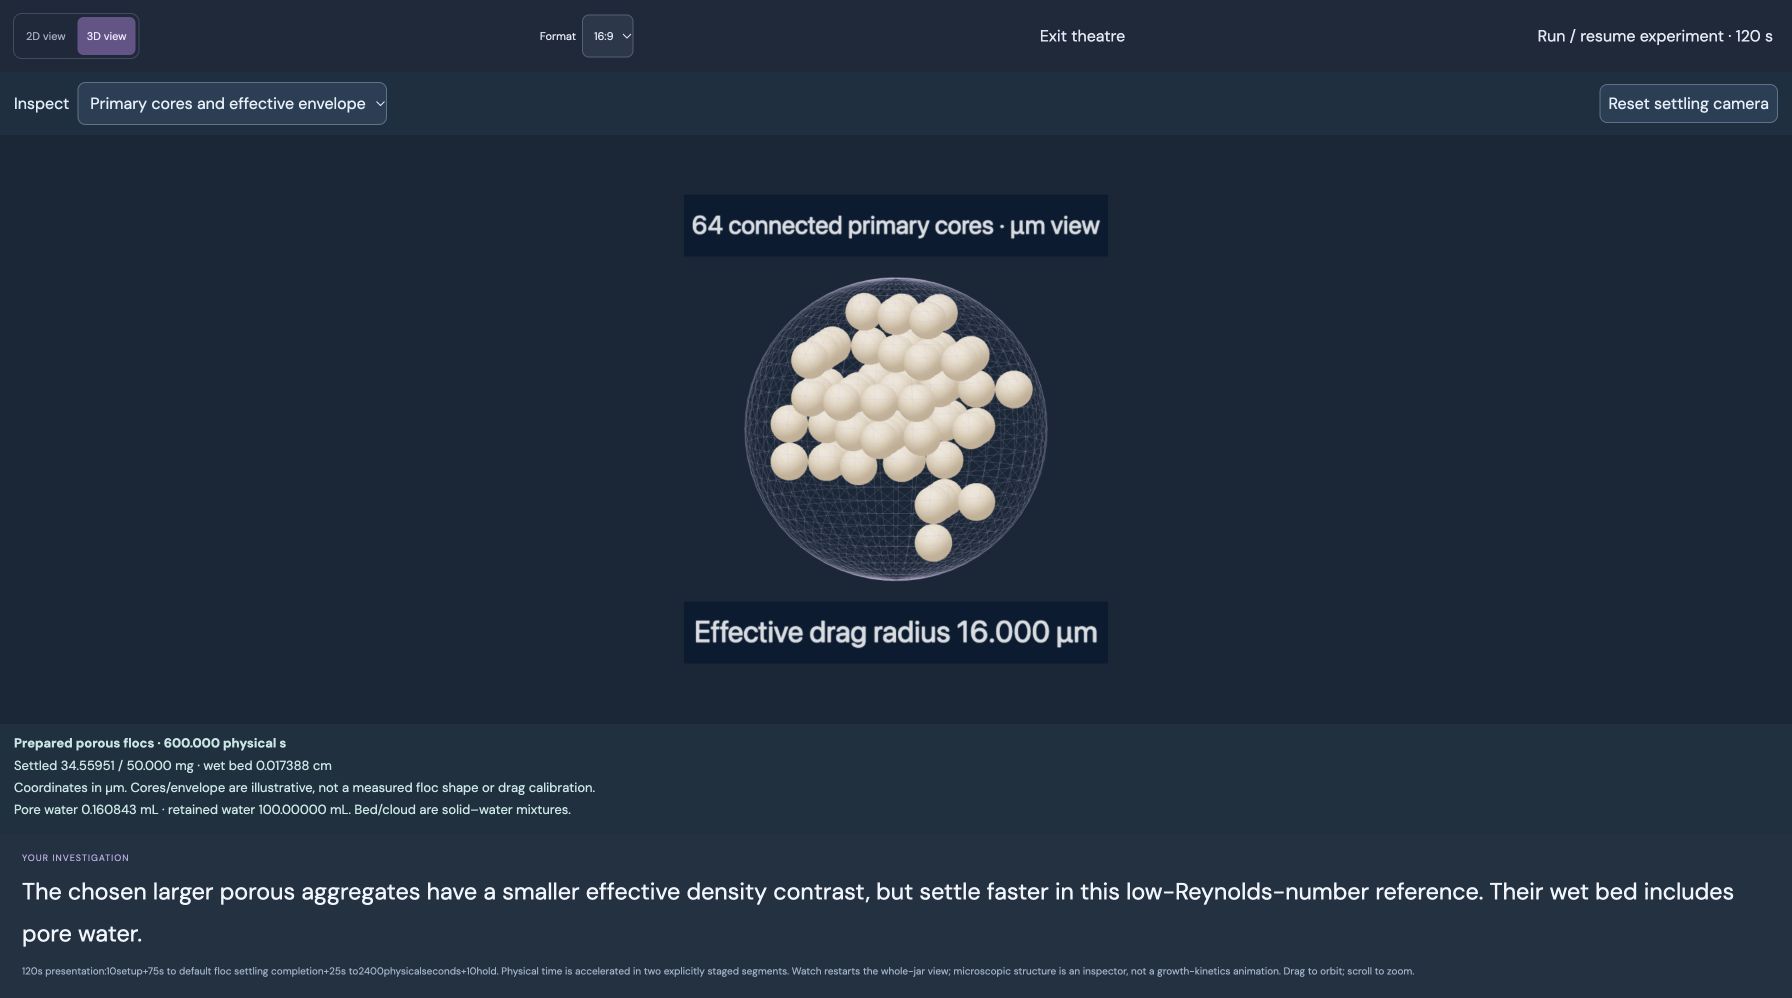 2D view 3D view Format 16:9 Exit theatre Run / resume experiment · 120 s
Inspect Primary cores and effective envelope Reset settling camera
64 connected primary cores · µm view
Effective drag radius 16.000 µm
Prepared porous flocs · 600.000 physical s
Settled 34.55951 / 50.000 mg · wet bed 0.017388 cm
Coordinates in µm. Cores/envelope are illustrative, not a measured floc shape or drag calibration.
Pore water 0.160843 mL · retained water 100.00000 mL. Bed/cloud are solid–water mixtures.
YOUR INVESTIGATION
The chosen larger porous aggregates have a smaller effective density contrast, but settle faster in this low-Reynolds-number reference. Their wet bed includes
pore water.
120s presentation:10setup+75s to default floc settling completion+25s to2400physicalseconds+10hold. Physical time is accelerated in two explicitly staged segments. Watch restarts the whole-jar view; microscopic structure is an inspector, not a growth-kinetics animation. Drag to orbit; scroll to zoom.